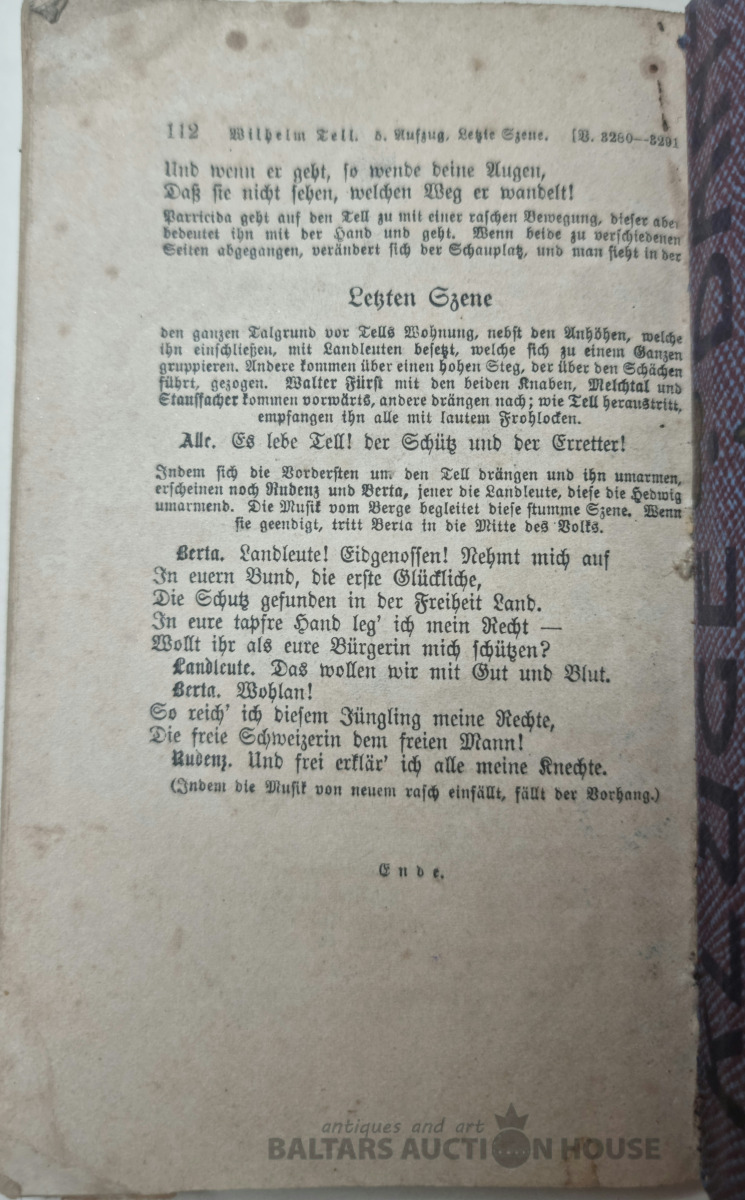 112 Wilhelm Tell. 5. Aufzug. Letzte Szene. [V. 3280—3291
Und wenn er geht, so wende deine Augen,
Daß sie nicht sehen, welchen Weg er wandelt!
Parricida geht auf den Tell zu mit einer raschen Bewegung, dieser aber
bedeutet ihn mit der Hand und geht. Wenn beide zu verschiedenen
Seiten abgegangen, verändert sich der Schauplatz, und man sieht in der
Letzten Szene
den ganzen Talgrund vor Tells Wohnung, nebst den Anhöhen, welche
ihn einschließen, mit Landleuten besetzt, welche sich zu einem Ganzen
gruppieren. Andere kommen über einen hohen Steg, der über den Schächen
führt, gezogen. Walter Fürst mit den beiden Knaben, Melchtal und
Stauffacher kommen vorwärts, andere drängen nach; wie Tell heraustritt,
empfangen ihn alle mit lautem Frohlocken.
Alle. Es lebe Tell! der Schütz und der Erretter!
Indem sich die Vordersten um den Tell drängen und ihn umarmen,
erscheinen noch Rudenz und Berta, jener die Landleute, diese die Hedwig
umarmend. Die Musik vom Berge begleitet diese stumme Szene. Wenn
sie geendigt, tritt Berta in die Mitte des Volks.
Berta. Landleute! Eidgenossen! Nehmt mich auf
In euern Bund, die erste Glückliche,
Die Schutz gefunden in der Freiheit Land.
In eure tapfre Hand leg' ich mein Recht —
Wollt ihr als eure Bürgerin mich schützen?
Landleute. Das wollen wir mit Gut und Blut.
Berta. Wohlan!
So reich' ich diesem Jüngling meine Rechte,
Die freie Schweizerin dem freien Mann!
Rudenz. Und frei erklär' ich alle meine Knechte.
(Indem die Musik von neuem rasch einfällt, fällt der Vorhang.)
Ende.
antiques and art
BALTARS AUCTION HOUSE